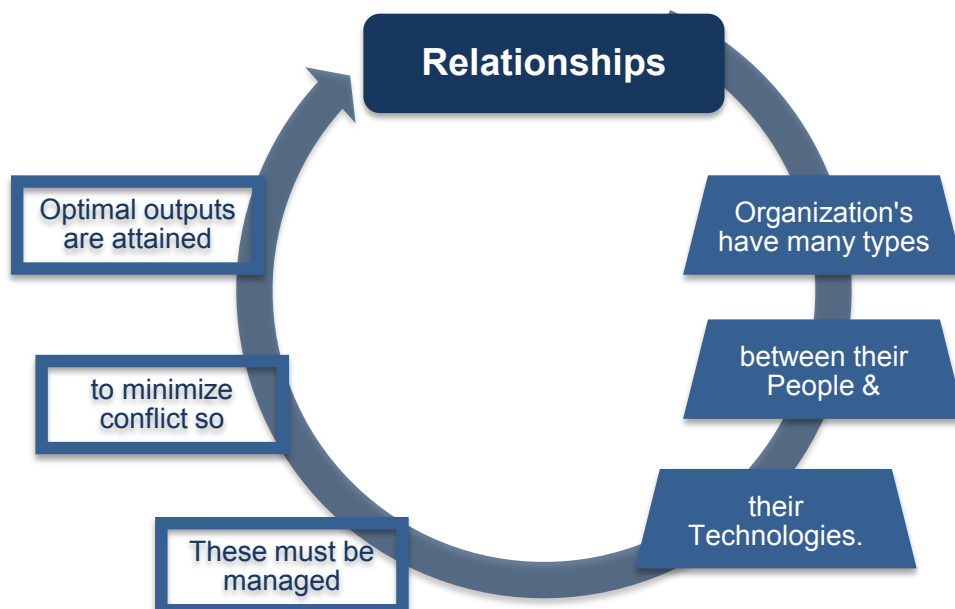 Relationships
Organization's
have many types
between their
People &
their
Technologies.
These must be
managed
to minimize
conflict so
Optimal outputs
are attained